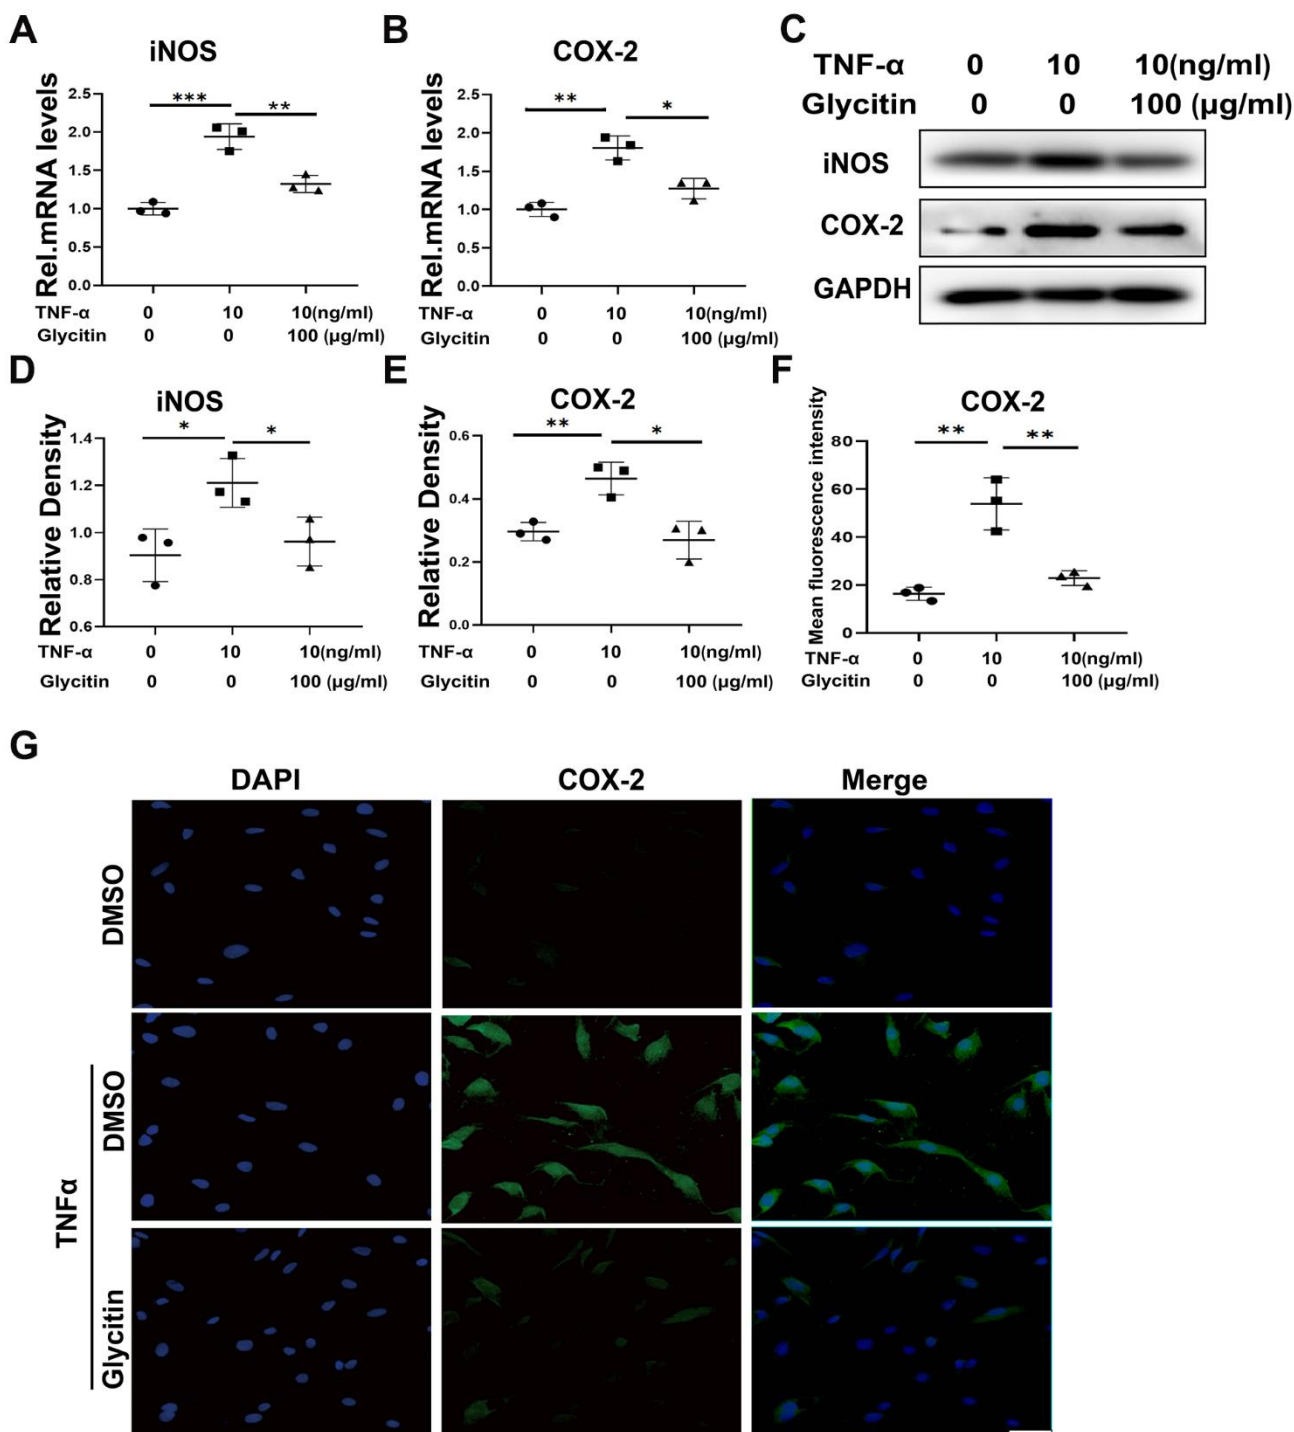 A
iNOS
Rel.mRNA levels
2.5
2.0
1.5
1.0
0.5
0.0
*** **
TNF-α 0 10 10(ng/ml)
Glycitin 0 0 100 (μg/ml)
B
COX-2
Rel.mRNA levels
2.5
2.0
1.5
1.0
0.5
0.0
** *
TNF-α 0 10 10(ng/ml)
Glycitin 0 0 100 (μg/ml)
C
TNF-α 0 10 10(ng/ml)
Glycitin 0 0 100 (μg/ml)
iNOS
COX-2
GAPDH
D
iNOS
Relative Density
1.4
1.2
1.0
0.8
0.6
* *
TNF-α 0 10 10(ng/ml)
Glycitin 0 0 100 (μg/ml)
E
COX-2
Relative Density
0.6
0.4
0.2
0.0
** *
TNF-α 0 10 10(ng/ml)
Glycitin 0 0 100 (μg/ml)
F
COX-2
Mean fluorescence intensity
80
60
40
20
0
** **
TNF-α 0 10 10(ng/ml)
Glycitin 0 0 100 (μg/ml)
G
DAPI COX-2 Merge
DMSO
TNFα
DMSO
Glycitin